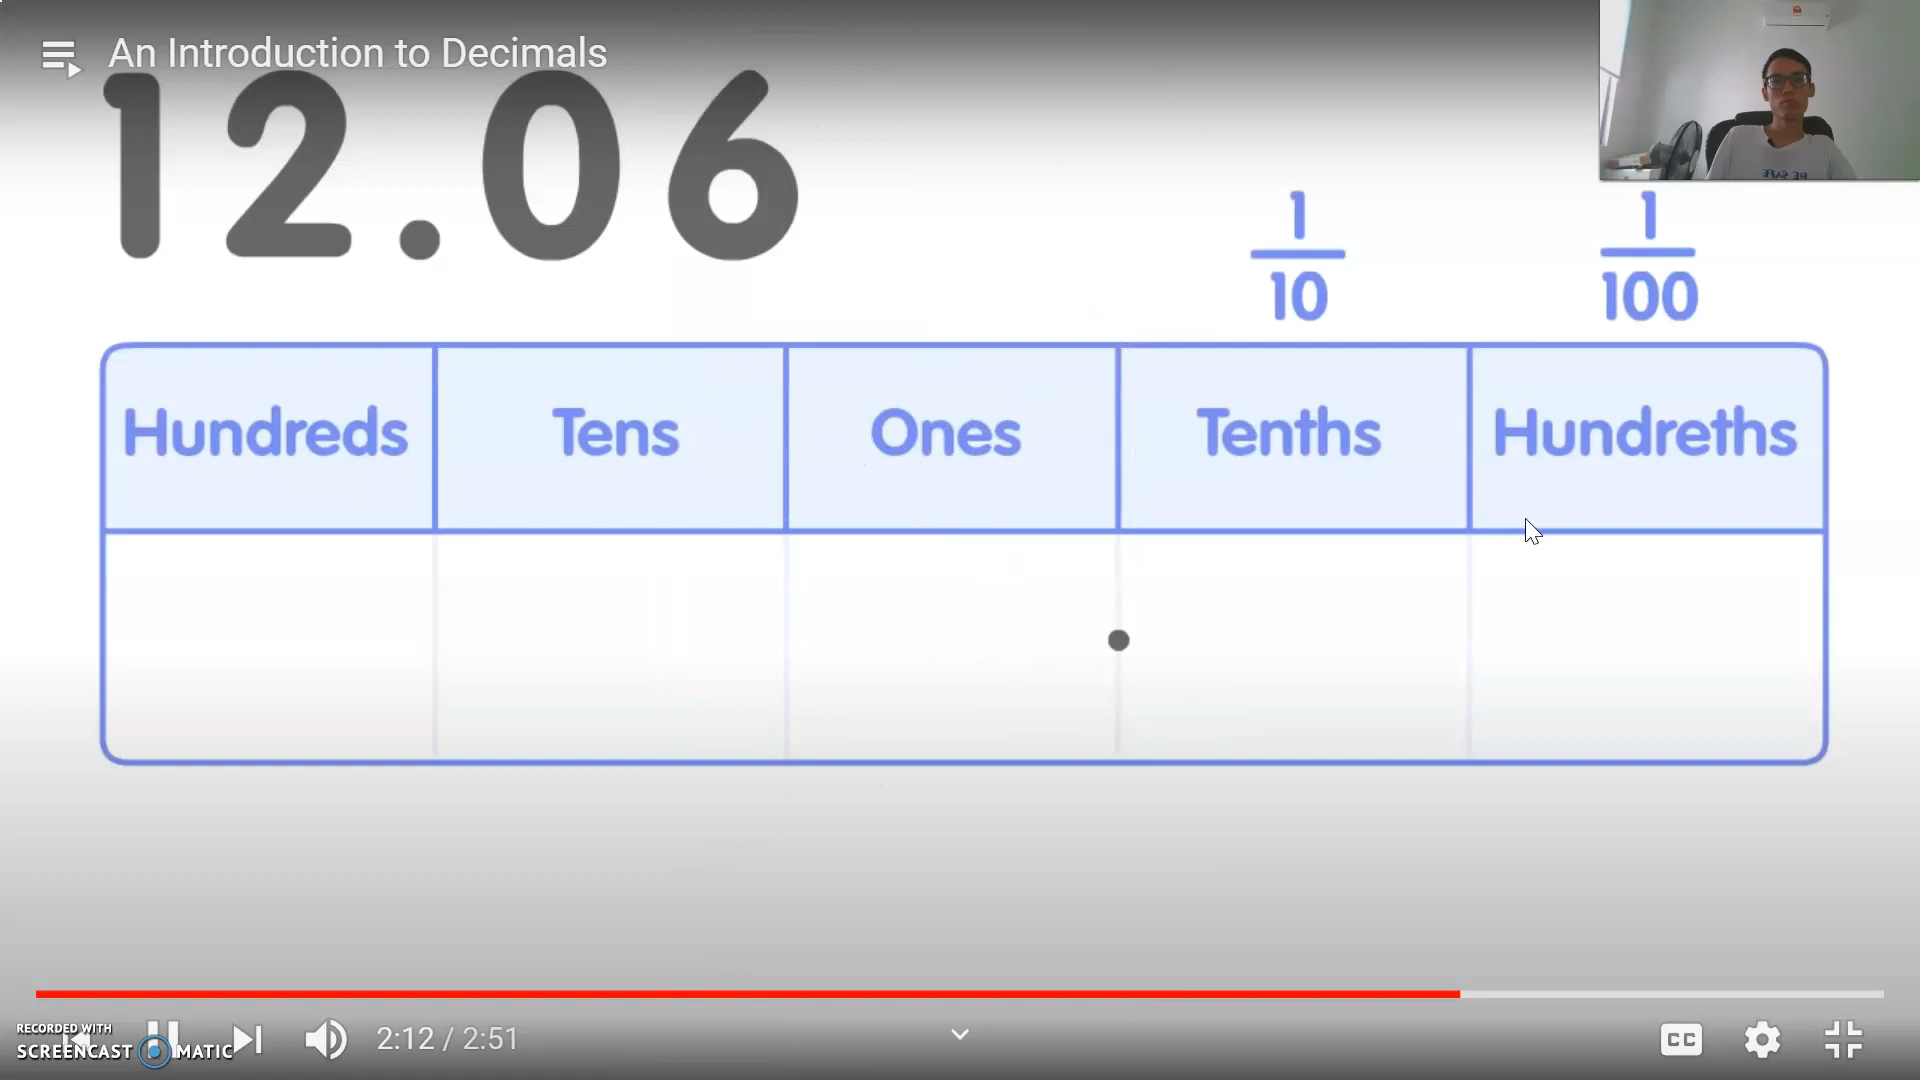 An Introduction to Decimals
12.06
1
10
1
100
Hundreds Tens Ones Tenths Hundreths
RECORDED WITH
SCREENCAST MATIC
2:12 / 2:51
CC